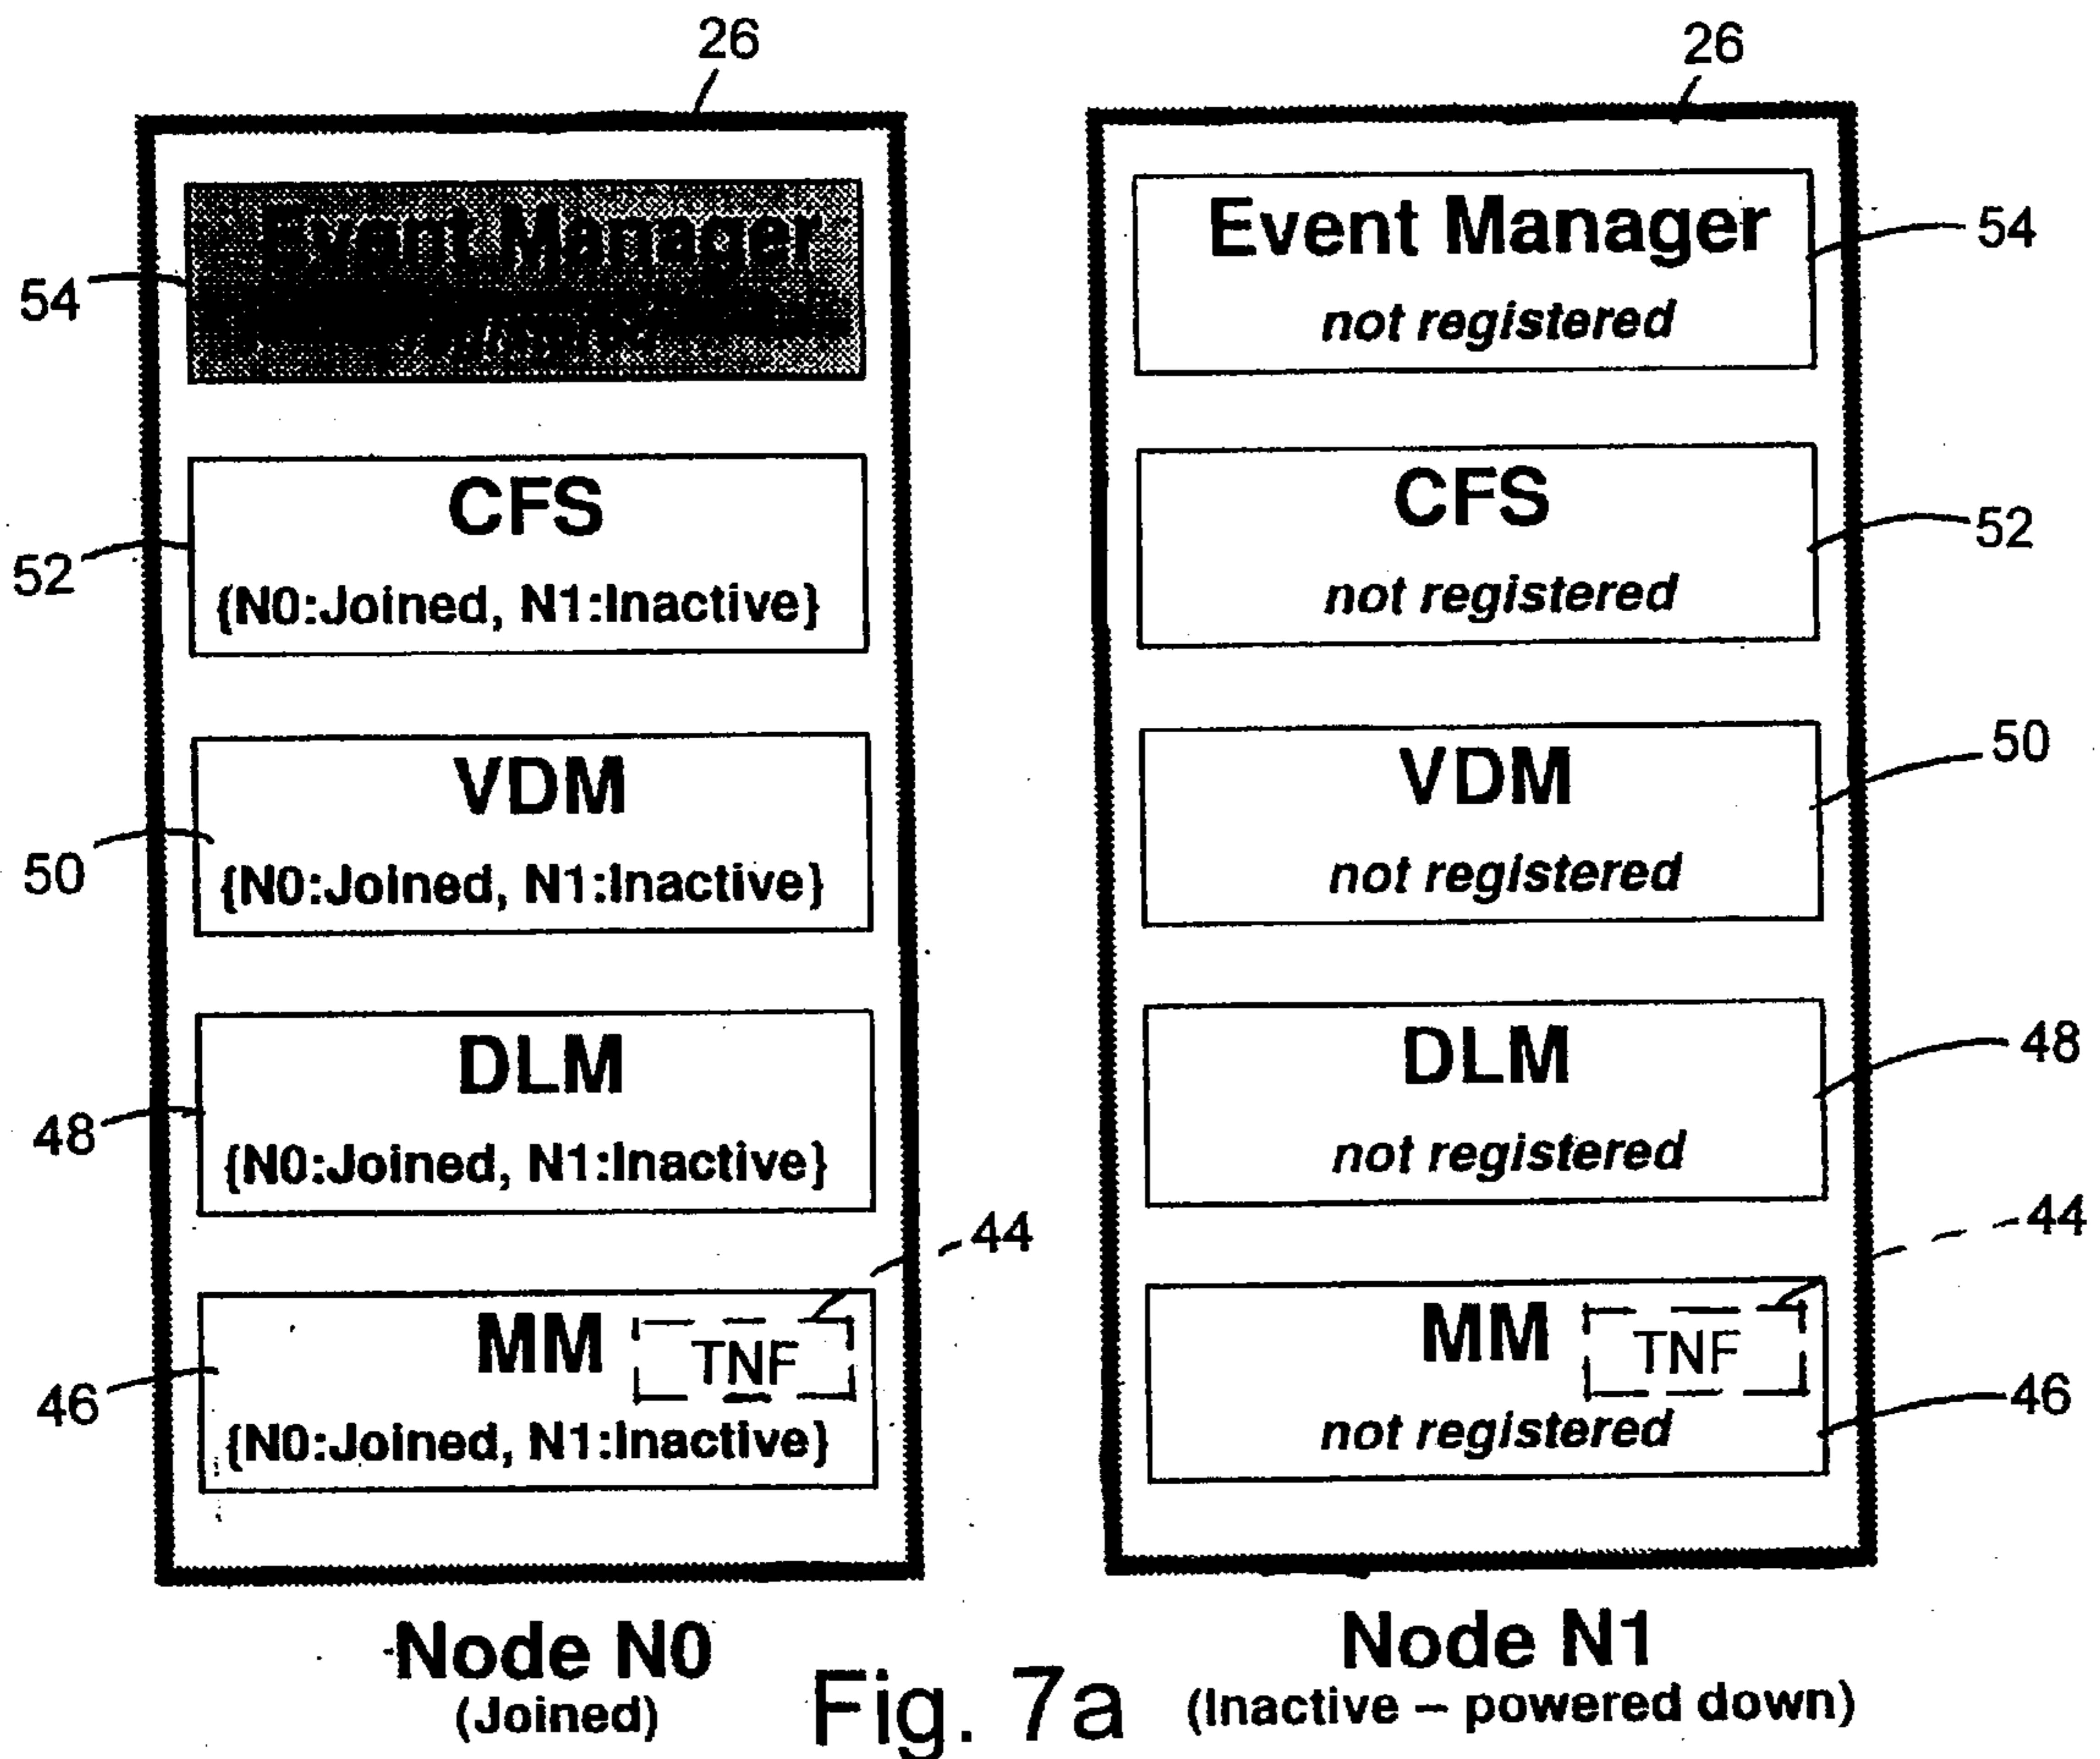 26
Event Manager
54
CFS
{N0:Joined, N1:Inactive}
52
VDM
{N0:Joined, N1:Inactive}
50
DLM
{N0:Joined, N1:Inactive}
48
44
MM
TNF
{N0:Joined, N1:Inactive}
46
Node N0
(Joined)
26
Event Manager
not registered
54
CFS
not registered
52
VDM
not registered
50
DLM
not registered
48
44
MM
TNF
not registered
46
Node N1
(Inactive – powered down)
Fig. 7a